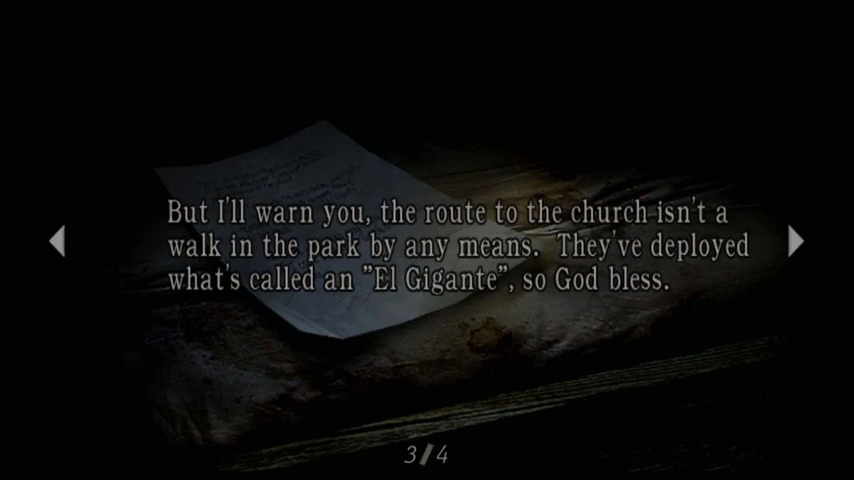 But I'll warn you, the route to the church isn't a
walk in the park by any means.  They've deployed
what's called an ”El Gigante”, so God bless.
3/4